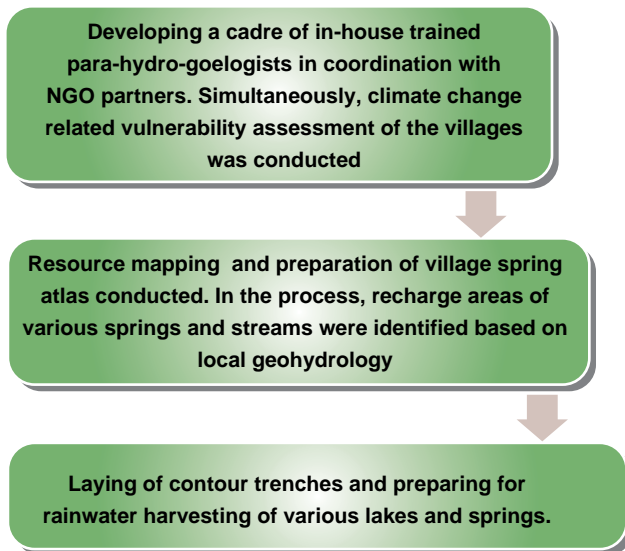 Developing a cadre of in-house trained
para-hydro-goelogists in coordination with
NGO partners. Simultaneously, climate change
related vulnerability assessment of the villages
was conducted
Resource mapping and preparation of village spring
atlas conducted. In the process, recharge areas of
various springs and streams were identified based on
local geohydrology
Laying of contour trenches and preparing for
rainwater harvesting of various lakes and springs.